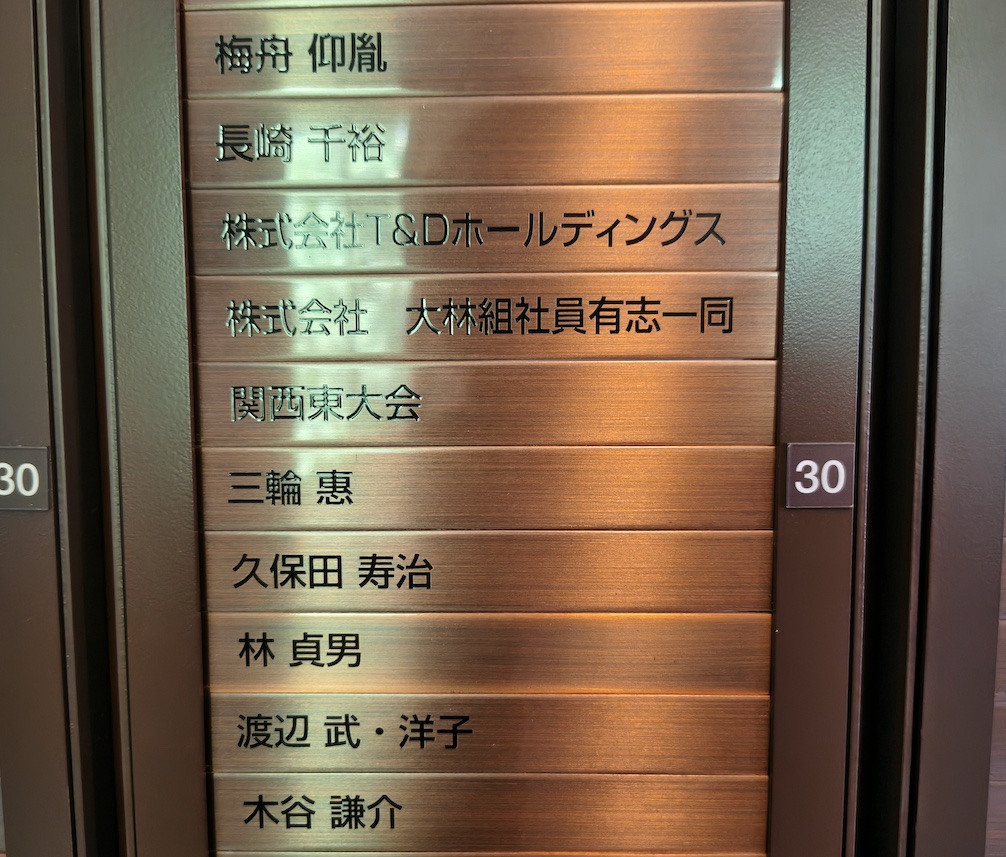 梅舟 仰胤
長崎 千裕
株式会社T&Dホールディングス
株式会社　大林組社員有志一同
関西東大会
三輪 惠
久保田 寿治
林 貞男
渡辺 武・洋子
木谷 謙介
30
30